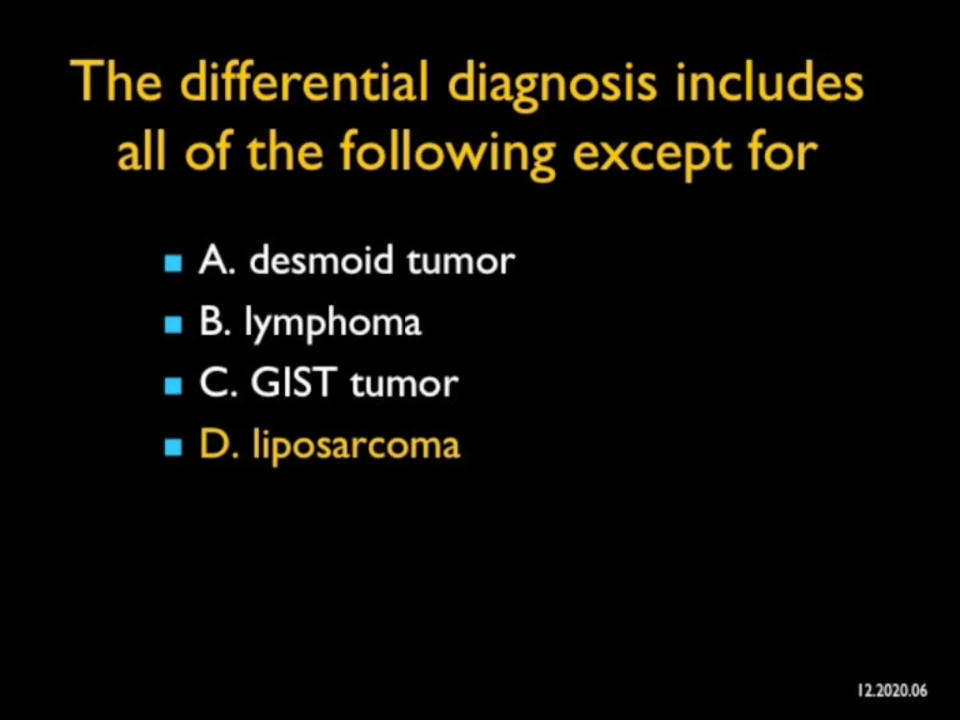 The differential diagnosis includes
all of the following except for
A. desmoid tumor
B. lymphoma
C. GIST tumor
D. liposarcoma
12.2020.06